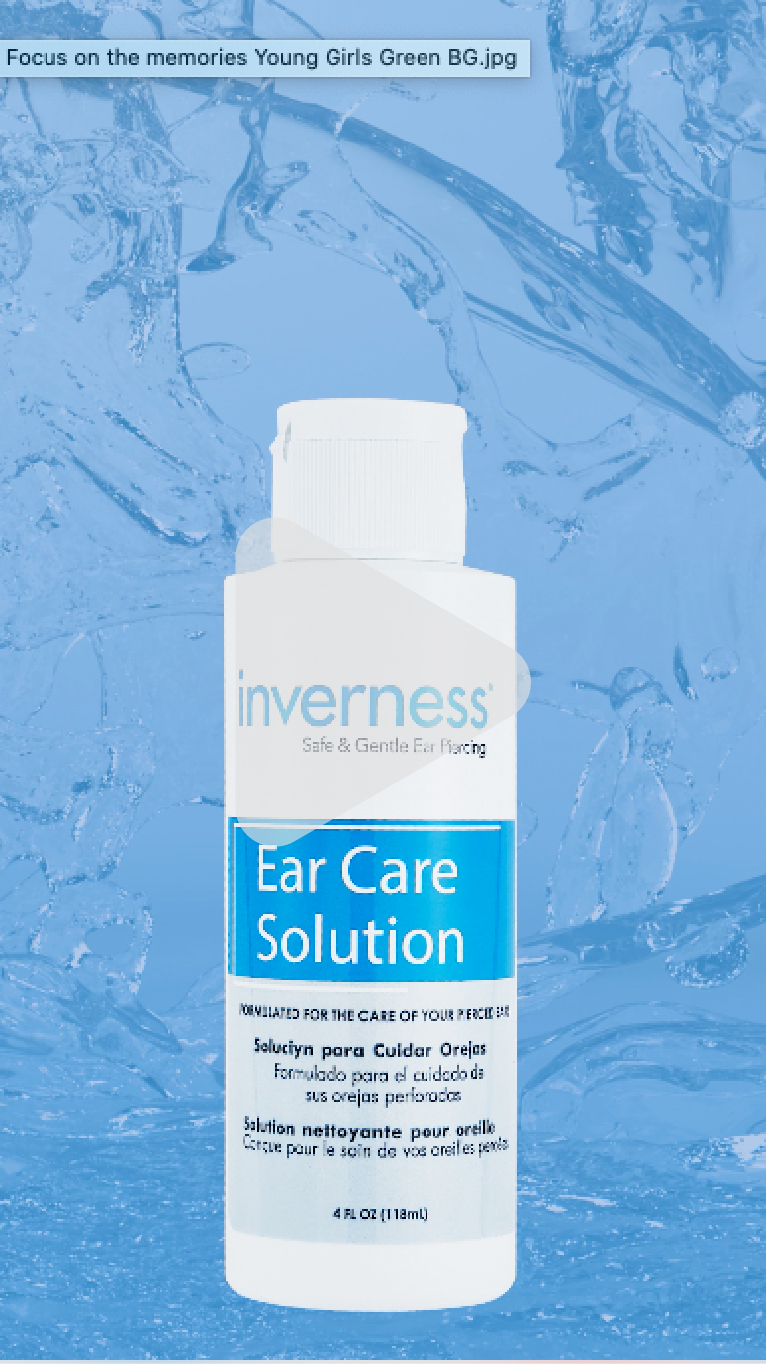 Focus on the memories Young Girls Green BG.jpg
inverness
Safe & Gentle Ear Piercing
Ear Care
Solution
FORMULATED FOR THE CARE OF YOUR PIERCED EAR
Soluciyn para Cuidar Orejas
Formulado para el cuidado de
sus orejas perforadas
Solution nettoyante pour oreille
pour le soin de vos oreilles percées
4 FL OZ (118mL)